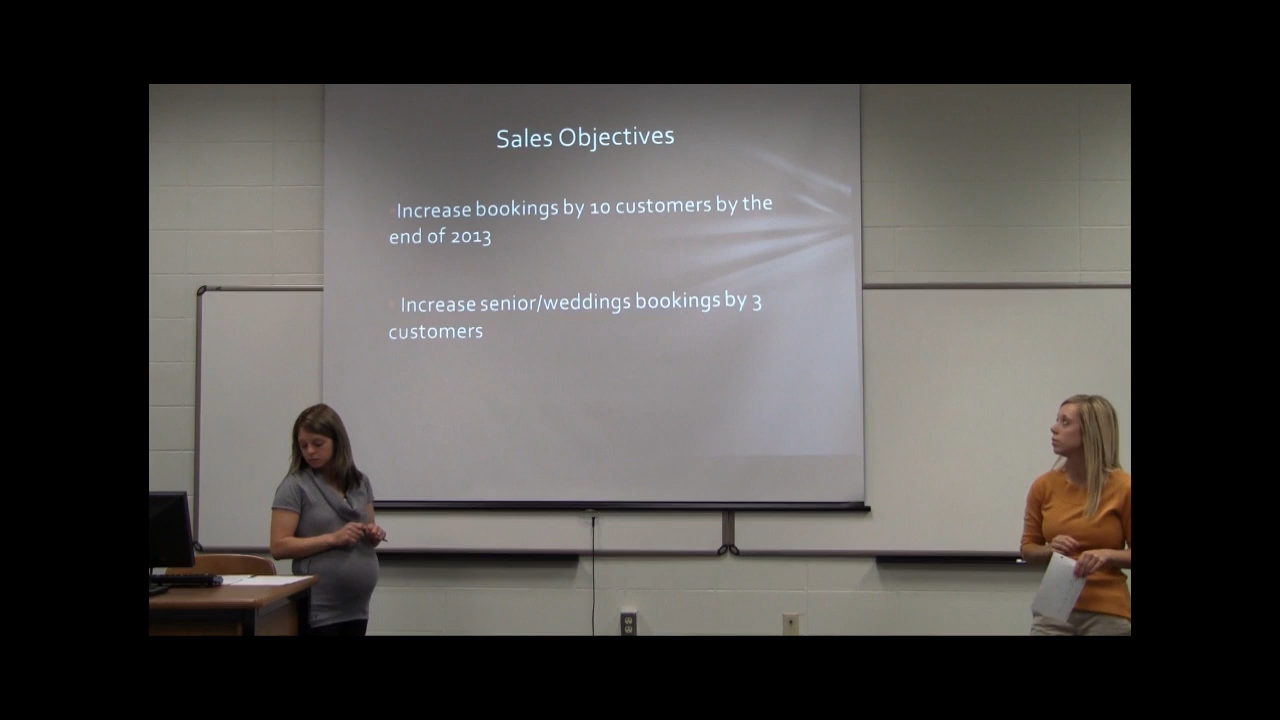 Sales Objectives
Increase bookings by 10 customers by the
end of 2013
Increase senior/weddings bookings by 3
customers